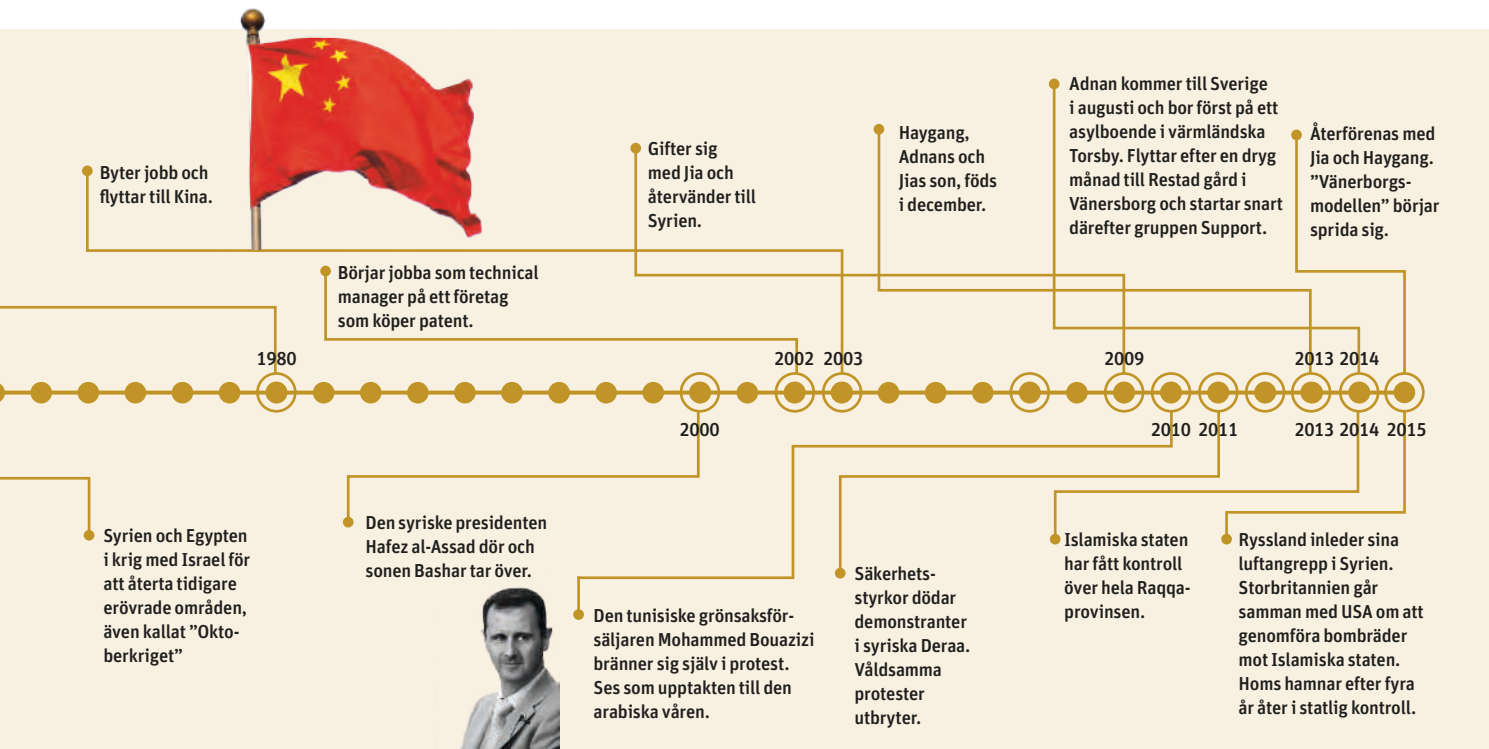 Byter jobb och
flyttar till Kina.
Börjar jobba som technical
manager på ett företag
som köper patent.
Gifter sig
med Jia och
återvänder till
Syrien.
Haygang,
Adnans och
Jias son, föds
i december.
Adnan kommer till Sverige
i augusti och bor först på ett
asylboende i värmländska
Torsby. Flyttar efter en dryg
månad till Restad gård i
Vänersborg och startar snart
därefter gruppen Support.
Återförenas med
Jia och Haygang.
”Vänerborgs-
modellen” börjar
sprida sig.
1980
2002 2003
2009
2013 2014
2000
2010 2011
2013 2014 2015
Syrien och Egypten
i krig med Israel för
att återta tidigare
erövrade områden,
även kallat ”Okto-
berkriget”
Den syriske presidenten
Hafez al-Assad dör och
sonen Bashar tar över.
Den tunisiske grönsaksför-
säljaren Mohammed Bouazizi
bränner sig själv i protest.
Ses som upptakten till den
arabiska våren.
Säkerhets-
styrkor dödar
demonstranter
i syriska Deraa.
Våldsamma
protester
utbryter.
Islamiska staten
har fått kontroll
över hela Raqqa-
provinsen.
Ryssland inleder sina
luftangrepp i Syrien.
Storbritannien går
samman med USA om att
genomföra bombräder
mot Islamiska staten.
Homs hamnar efter fyra
år åter i statlig kontroll.